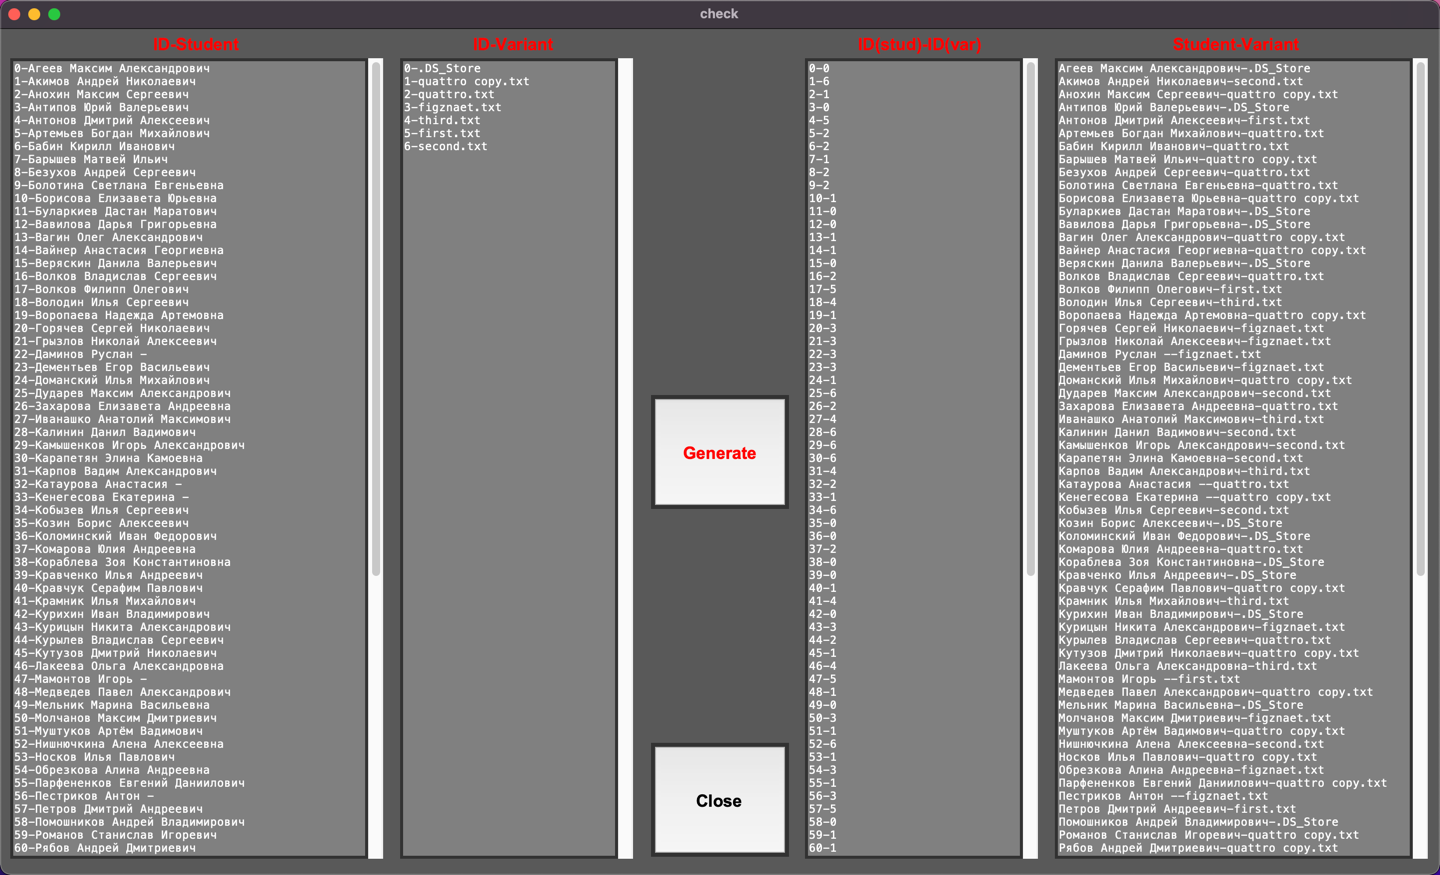 check
ID-Student
0-Агеев Максим Александрович
1-Акимов Андрей Николаевич
2-Анохин Максим Сергеевич
3-Антипов Юрий Валерьевич
4-Антонов Дмитрий Алексеевич
5-Артемьев Богдан Михайлович
6-Бабин Кирилл Иванович
7-Барышев Матвей Ильич
8-Безухов Андрей Сергеевич
9-Болотина Светлана Евгеньевна
10-Борисова Елизавета Юрьевна
11-Буларкиев Дастан Маратович
12-Вавилова Дарья Григорьевна
13-Вагин Олег Александрович
14-Вайнер Анастасия Георгиевна
15-Веряскин Данила Валерьевич
16-Волков Владислав Сергеевич
17-Волков Филипп Олегович
18-Володин Илья Сергеевич
19-Воропаева Надежда Артемовна
20-Горячев Сергей Николаевич
21-Грызлов Николай Алексеевич
22-Даминов Руслан -
23-Дементьев Егор Васильевич
24-Доманский Илья Михайлович
25-Дударев Максим Александрович
26-Захарова Елизавета Андреевна
27-Иванашко Анатолий Максимович
28-Калинин Данил Вадимович
29-Камышенков Игорь Александрович
30-Карапетян Элина Камоевна
31-Карпов Вадим Александрович
32-Катаурова Анастасия -
33-Кенегесова Екатерина -
34-Кобызев Илья Сергеевич
35-Козин Борис Алексеевич
36-Коломинский Иван Федорович
37-Комарова Юлия Андреевна
38-Кораблева Зоя Константиновна
39-Кравченко Илья Андреевич
40-Кравчук Серафим Павлович
41-Крамник Илья Михайлович
42-Курихин Иван Владимирович
43-Курицын Никита Александрович
44-Курылев Владислав Сергеевич
45-Кутузов Дмитрий Николаевич
46-Лакеева Ольга Александровна
47-Мамонтов Игорь -
48-Медведев Павел Александрович
49-Мельник Марина Васильевна
50-Молчанов Максим Дмитриевич
51-Муштуков Артём Вадимович
52-Нишнючкина Алена Алексеевна
53-Носков Илья Павлович
54-Обрезкова Алина Андреевна
55-Парфененков Евгений Даниилович
56-Пестриков Антон -
57-Петров Дмитрий Андреевич
58-Помошников Андрей Владимирович
59-Романов Станислав Игоревич
60-Рябов Андрей Дмитриевич
ID-Variant
0-.DS_Store
1-quattro copy.txt
2-quattro.txt
3-figznaet.txt
4-third.txt
5-first.txt
6-second.txt
Generate
Close
ID(stud)-ID(var)
0-0
1-6
2-1
3-0
4-5
5-2
6-2
7-1
8-2
9-2
10-1
11-0
12-0
13-1
14-1
15-0
16-2
17-5
18-4
19-1
20-3
21-3
22-3
23-3
24-1
25-6
26-2
27-4
28-6
29-6
30-6
31-4
32-2
33-1
34-6
35-0
36-0
37-2
38-0
39-0
40-1
41-4
42-0
43-3
44-2
45-1
46-4
47-5
48-1
49-0
50-3
51-1
52-6
53-1
54-3
55-1
56-3
57-5
58-0
59-1
60-1
Student-Variant
Агеев Максим Александрович-.DS_Store
Акимов Андрей Николаевич-second.txt
Анохин Максим Сергеевич-quattro copy.txt
Антипов Юрий Валерьевич-.DS_Store
Антонов Дмитрий Алексеевич-first.txt
Артемьев Богдан Михайлович-quattro.txt
Бабин Кирилл Иванович-quattro.txt
Барышев Матвей Ильич-quattro copy.txt
Безухов Андрей Сергеевич-quattro.txt
Болотина Светлана Евгеньевна-quattro.txt
Борисова Елизавета Юрьевна-quattro copy.txt
Буларкиев Дастан Маратович-.DS_Store
Вавилова Дарья Григорьевна-.DS_Store
Вагин Олег Александрович-quattro copy.txt
Вайнер Анастасия Георгиевна-quattro copy.txt
Веряскин Данила Валерьевич-.DS_Store
Волков Владислав Сергеевич-quattro.txt
Волков Филипп Олегович-first.txt
Володин Илья Сергеевич-third.txt
Воропаева Надежда Артемовна-quattro copy.txt
Горячев Сергей Николаевич-figznaet.txt
Грызлов Николай Алексеевич-figznaet.txt
Даминов Руслан --figznaet.txt
Дементьев Егор Васильевич-figznaet.txt
Доманский Илья Михайлович-quattro copy.txt
Дударев Максим Александрович-second.txt
Захарова Елизавета Андреевна-quattro.txt
Иванашко Анатолий Максимович-third.txt
Калинин Данил Вадимович-second.txt
Камышенков Игорь Александрович-second.txt
Карапетян Элина Камоевна-second.txt
Карпов Вадим Александрович-third.txt
Катаурова Анастасия --quattro.txt
Кенегесова Екатерина --quattro copy.txt
Кобызев Илья Сергеевич-second.txt
Козин Борис Алексеевич-.DS_Store
Коломинский Иван Федорович-.DS_Store
Комарова Юлия Андреевна-quattro.txt
Кораблева Зоя Константиновна-.DS_Store
Кравченко Илья Андреевич-.DS_Store
Кравчук Серафим Павлович-quattro copy.txt
Крамник Илья Михайлович-third.txt
Курихин Иван Владимирович-.DS_Store
Курицын Никита Александрович-figznaet.txt
Курылев Владислав Сергеевич-quattro.txt
Кутузов Дмитрий Николаевич-quattro copy.txt
Лакеева Ольга Александровна-third.txt
Мамонтов Игорь --first.txt
Медведев Павел Александрович-quattro copy.txt
Мельник Марина Васильевна-.DS_Store
Молчанов Максим Дмитриевич-figznaet.txt
Муштуков Артём Вадимович-quattro copy.txt
Нишнючкина Алена Алексеевна-second.txt
Носков Илья Павлович-quattro copy.txt
Обрезкова Алина Андреевна-figznaet.txt
Парфененков Евгений Даниилович-quattro copy.txt
Пестриков Антон --figznaet.txt
Петров Дмитрий Андреевич-first.txt
Помошников Андрей Владимирович-.DS_Store
Романов Станислав Игоревич-quattro copy.txt
Рябов Андрей Дмитриевич-quattro copy.txt